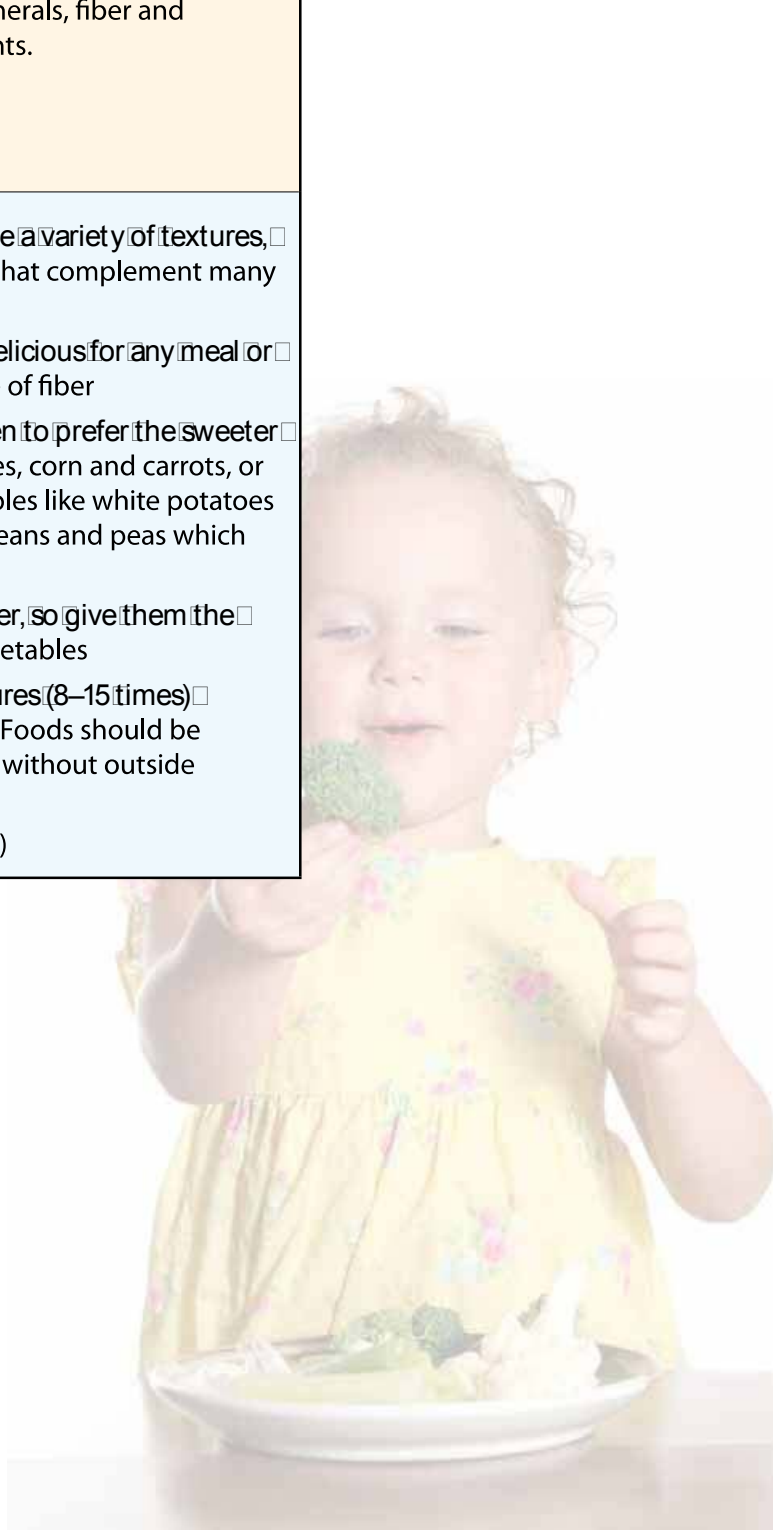 nerals, fiber and
nts.
e a variety of textures,
hat complement many
elicious for any meal or
of fiber
en to prefer the sweeter
es, corn and carrots, or
bles like white potatoes
eans and peas which
er, so give them the
etables
ures (8–15 times)
Foods should be
without outside
)